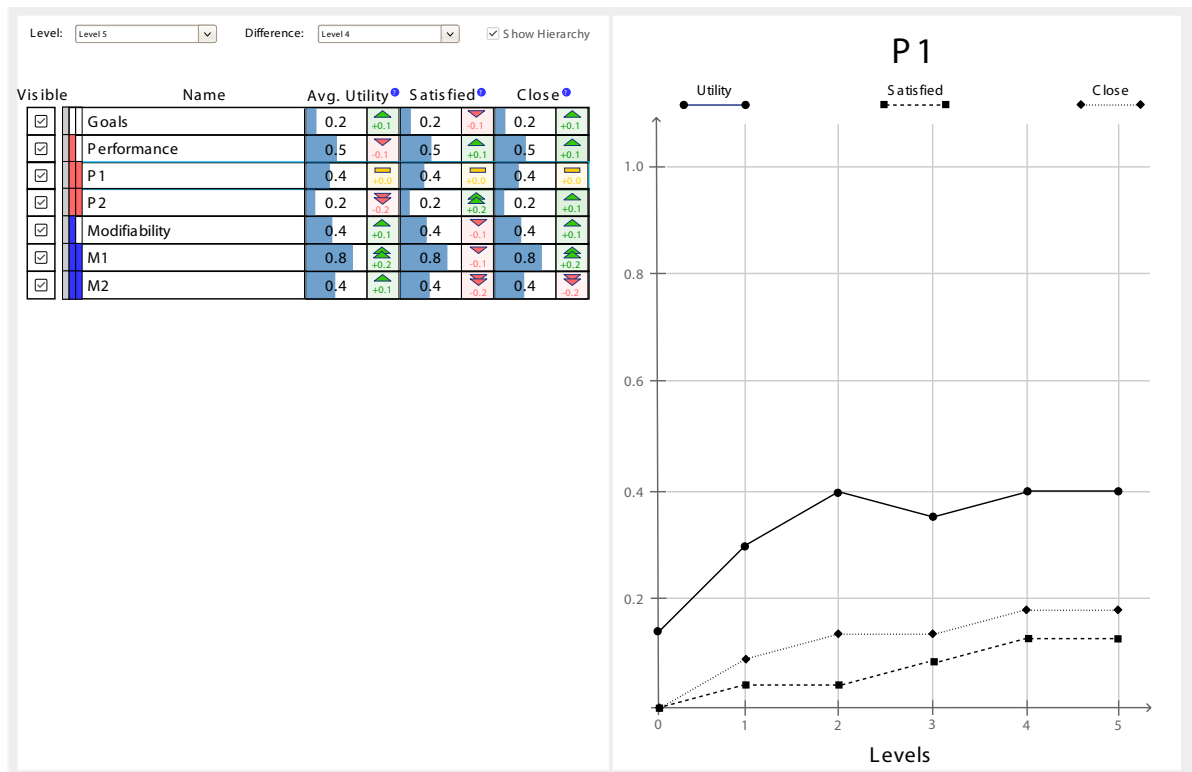 Level: Level 5 Difference: Level 4 Show Hierarchy
Visible Name Avg. Utility ? Satisfied ? Close ?
Goals 0.2 +0.1 0.2 -0.1 0.2 +0.1
Performance 0.5 -0.1 0.5 +0.1 0.5 +0.1
P1 0.4 +0.0 0.4 +0.0 0.4 +0.0
P2 0.2 -0.2 0.2 +0.2 0.2 +0.1
Modifiability 0.4 +0.1 0.4 -0.1 0.4 +0.1
M1 0.8 +0.2 0.8 -0.1 0.8 +0.2
M2 0.4 +0.1 0.4 -0.2 0.4 -0.2
P1
Utility Satisfied Close
1.0
0.8
0.6
0.4
0.2
0 1 2 3 4 5
Levels